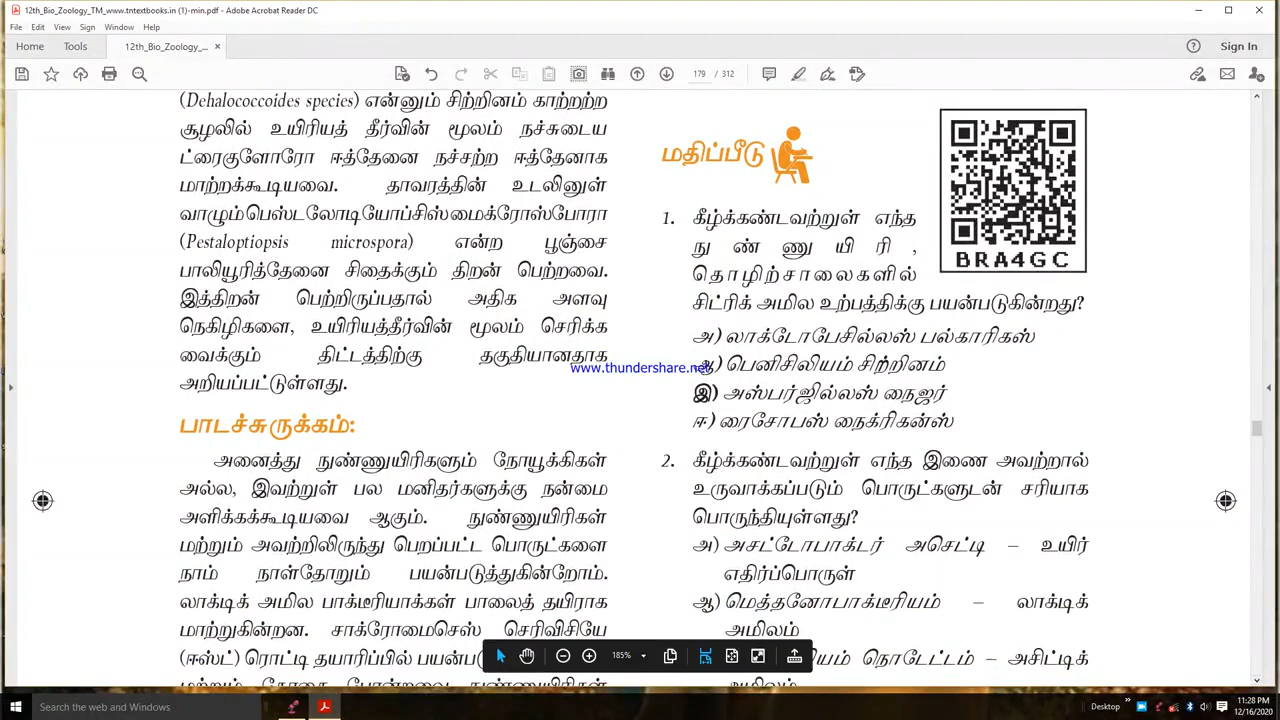 12th_Bio_Zoology_TM_www.tntextbooks.in (1)-min.pdf - Adobe Acrobat Reader DC
File Edit View Sign Window Help
Home Tools 12th_Bio_Zoology_... × Sign In
179 / 312
(Dehalococcoides species) என்னும் சிற்றினம் காற்றற்ற
சூழலில் உயிரியத் தீர்வின் மூலம் நச்சுடைய
ட்ரைகுளோரோ ஈத்தேனை நச்சற்ற ஈத்தேனாக
மாற்றக்கூடியவை. தாவரத்தின் உடலினுள்
வாழும் பெஸ்டலோடியோப்சிஸ் மைக்ரோஸ்போரா
(Pestaloptiopsis microspora) என்ற பூஞ்சை
பாலியூரித்தேனை சிதைக்கும் திறன் பெற்றவை.
இத்திறன் பெற்றிருப்பதால் அதிக அளவு
நெகிழிகளை, உயிரியத்தீர்வின் மூலம் செரிக்க
வைக்கும் திட்டத்திற்கு தகுதியானதாக
அறியப்பட்டுள்ளது.
பாடச்சுருக்கம்:
அனைத்து நுண்ணுயிரிகளும் நோயூக்கிகள்
அல்ல, இவற்றுள் பல மனிதர்களுக்கு நன்மை
அளிக்கக்கூடியவை ஆகும். நுண்ணுயிரிகள்
மற்றும் அவற்றிலிருந்து பெறப்பட்ட பொருட்களை
நாம் நாள்தோறும் பயன்படுத்துகின்றோம்.
லாக்டிக் அமில பாக்டீரியாக்கள் பாலைத் தயிராக
மாற்றுகின்றன. சாக்ரோமைசெஸ் செரிவிசியே
(ஈஸ்ட்) ரொட்டி தயாரிப்பில்
www.thundershare.net
மதிப்பீடு
BRA4GC
1. கீழ்க்கண்டவற்றுள் எந்த
நுண்ணுயிரி,
தொழிற்சாலைகளில்
சிட்ரிக் அமில உற்பத்திக்கு பயன்படுகின்றது?
அ) லாக்டோபேசில்லஸ் பல்காரிகஸ்
ஆ) பெனிசிலியம் சிற்றினம்
இ) அஸ்பர்ஜில்லஸ் நைஜர்
ஈ) ரைசோபஸ் நைக்ரிகன்ஸ்
2. கீழ்க்கண்டவற்றுள் எந்த இணை அவற்றால்
உருவாக்கப்படும் பொருட்களுடன் சரியாக
பொருந்தியுள்ளது?
அ) அசட்டோபாக்டர் அசெட்டி – உயிர்
எதிர்ப்பொருள்
ஆ) மெத்தனோபாக்டீரியம் – லாக்டிக்
அமிலம்
நொடேட்டம் – அசிட்டிக்
185%
Search the web and Windows
Desktop
11:28 PM
12/16/2020